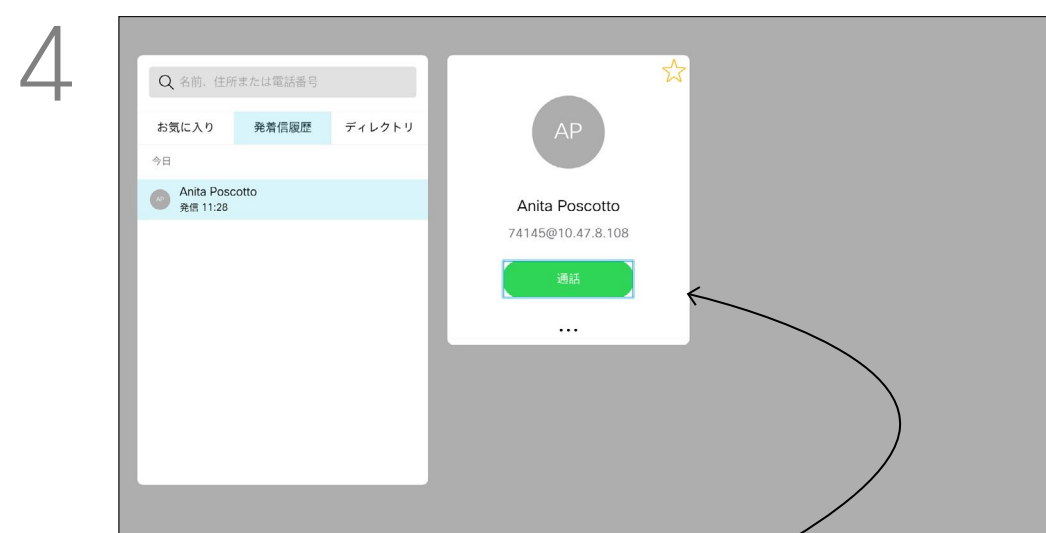 4
名前、住所または電話番号
お気に入り 発着信履歴 ディレクトリ
今日
AP Anita Poscotto
発信 11:28
AP
Anita Poscotto
74145@10.47.8.108
通話
...